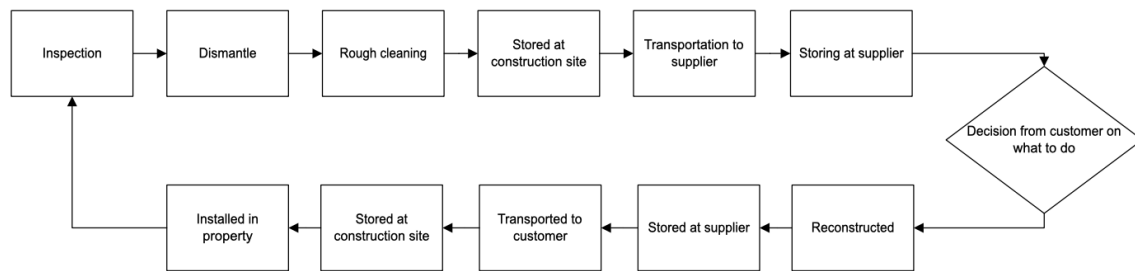 Inspection
Dismantle
Rough cleaning
Stored at
construction site
Transportation to
supplier
Storing at supplier
Decision from customer on
what to do
Reconstructed
Stored at supplier
Transported to
customer
Stored at
construction site
Installed in
property